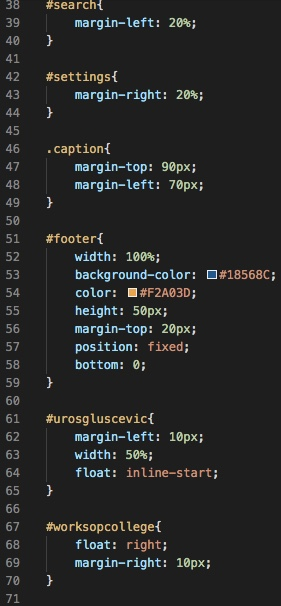 38 #search{
39 margin-left: 20%;
40 }
41
42 #settings{
43 margin-right: 20%;
44 }
45
46 .caption{
47 margin-top: 90px;
48 margin-left: 70px;
49 }
50
51 #footer{
52 width: 100%;
53 background-color: #18568C;
54 color: #F2A03D;
55 height: 50px;
56 margin-top: 20px;
57 position: fixed;
58 bottom: 0;
59 }
60
61 #urosgluscevic{
62 margin-left: 10px;
63 width: 50%;
64 float: inline-start;
65 }
66
67 #worksopcollege{
68 float: right;
69 margin-right: 10px;
70 }
71